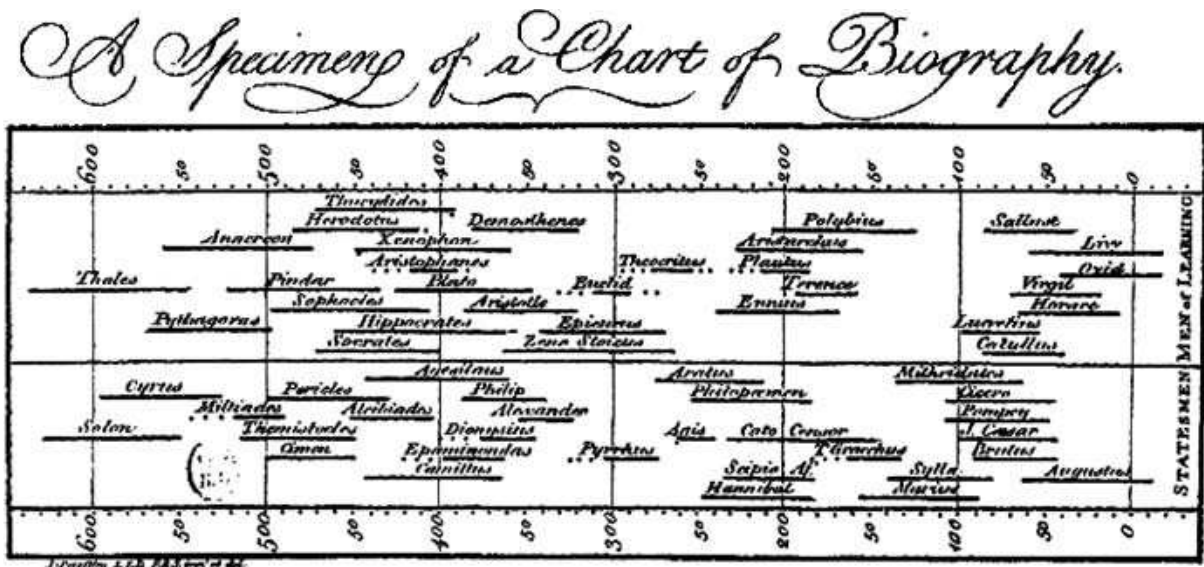 A Specimen of a Chart of Biography.
600 50 500 50 400 50 300 50 200 50 100 50 0
Thucydides
Herodotus Demosthenes Polybius Sallust
Anacreon Xenophon Aristarchus Livy
Aristophanes Theocritus Plautus Ovid
Thales Pindar Plato Euclid Terence Virgil
Sophocles Aristotle Ennius Horace
Pythagoras Hippocrates Epicurus Lucretius
Socrates Zeno Stoicus Catullus
MEN of LEARNING
Agesilaus Aratus Mithridates
Cyrus Pericles Philip Philopœmen Cicero
Miltiades Alcibiades Alexander Pompey
Solon Themistocles Dionysius Agis Cato Censor J. Cæsar
Cimon Epaminondas Pyrrhus T. Gracchus Brutus
Camillus Scipio Af. Sylla Augustus
Hannibal Marius
STATESMEN
600 50 500 50 400 50 300 50 200 50 100 50 0